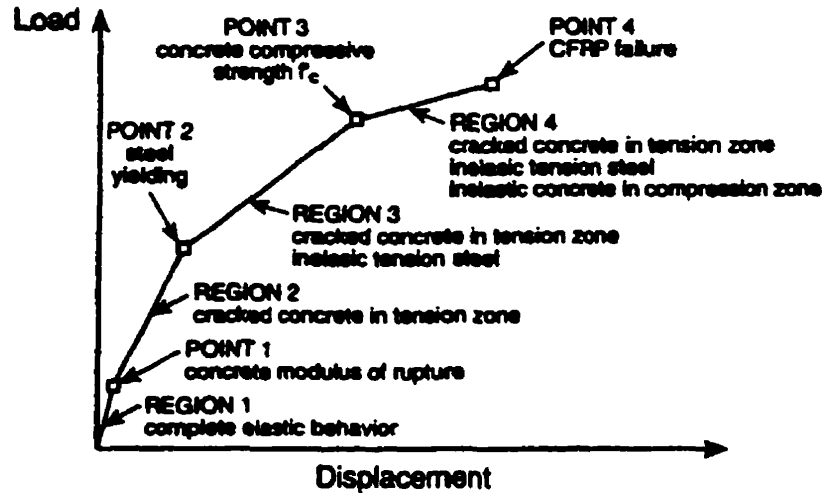 Load
POINT 3
concrete compressive
strength f'c
POINT 4
CFRP failure
POINT 2
steel
yielding
REGION 4
cracked concrete in tension zone
inelasic tension steel
inelastic concrete in compression zone
REGION 3
cracked concrete in tension zone
inelasic tension steel
REGION 2
cracked concrete in tension zone
POINT 1
concrete modulus of rupture
REGION 1
complete elastic behavior
Displacement